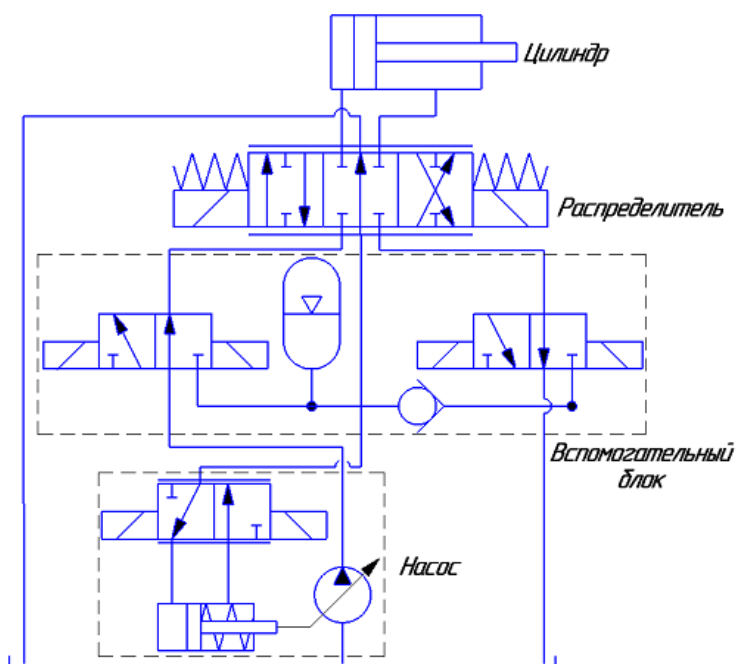 Цилиндр
Распределитель
Вспомогательный
блок
Насос